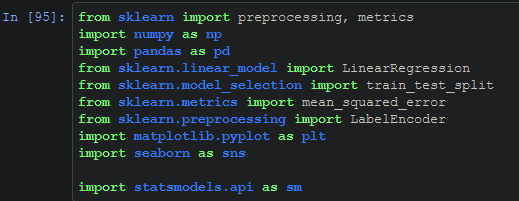 In [95]: from sklearn import preprocessing, metrics
import numpy as np
import pandas as pd
from sklearn.linear_model import LinearRegression
from sklearn.model_selection import train_test_split
from sklearn.metrics import mean_squared_error
from sklearn.preprocessing import LabelEncoder
import matplotlib.pyplot as plt
import seaborn as sns

import statsmodels.api as sm